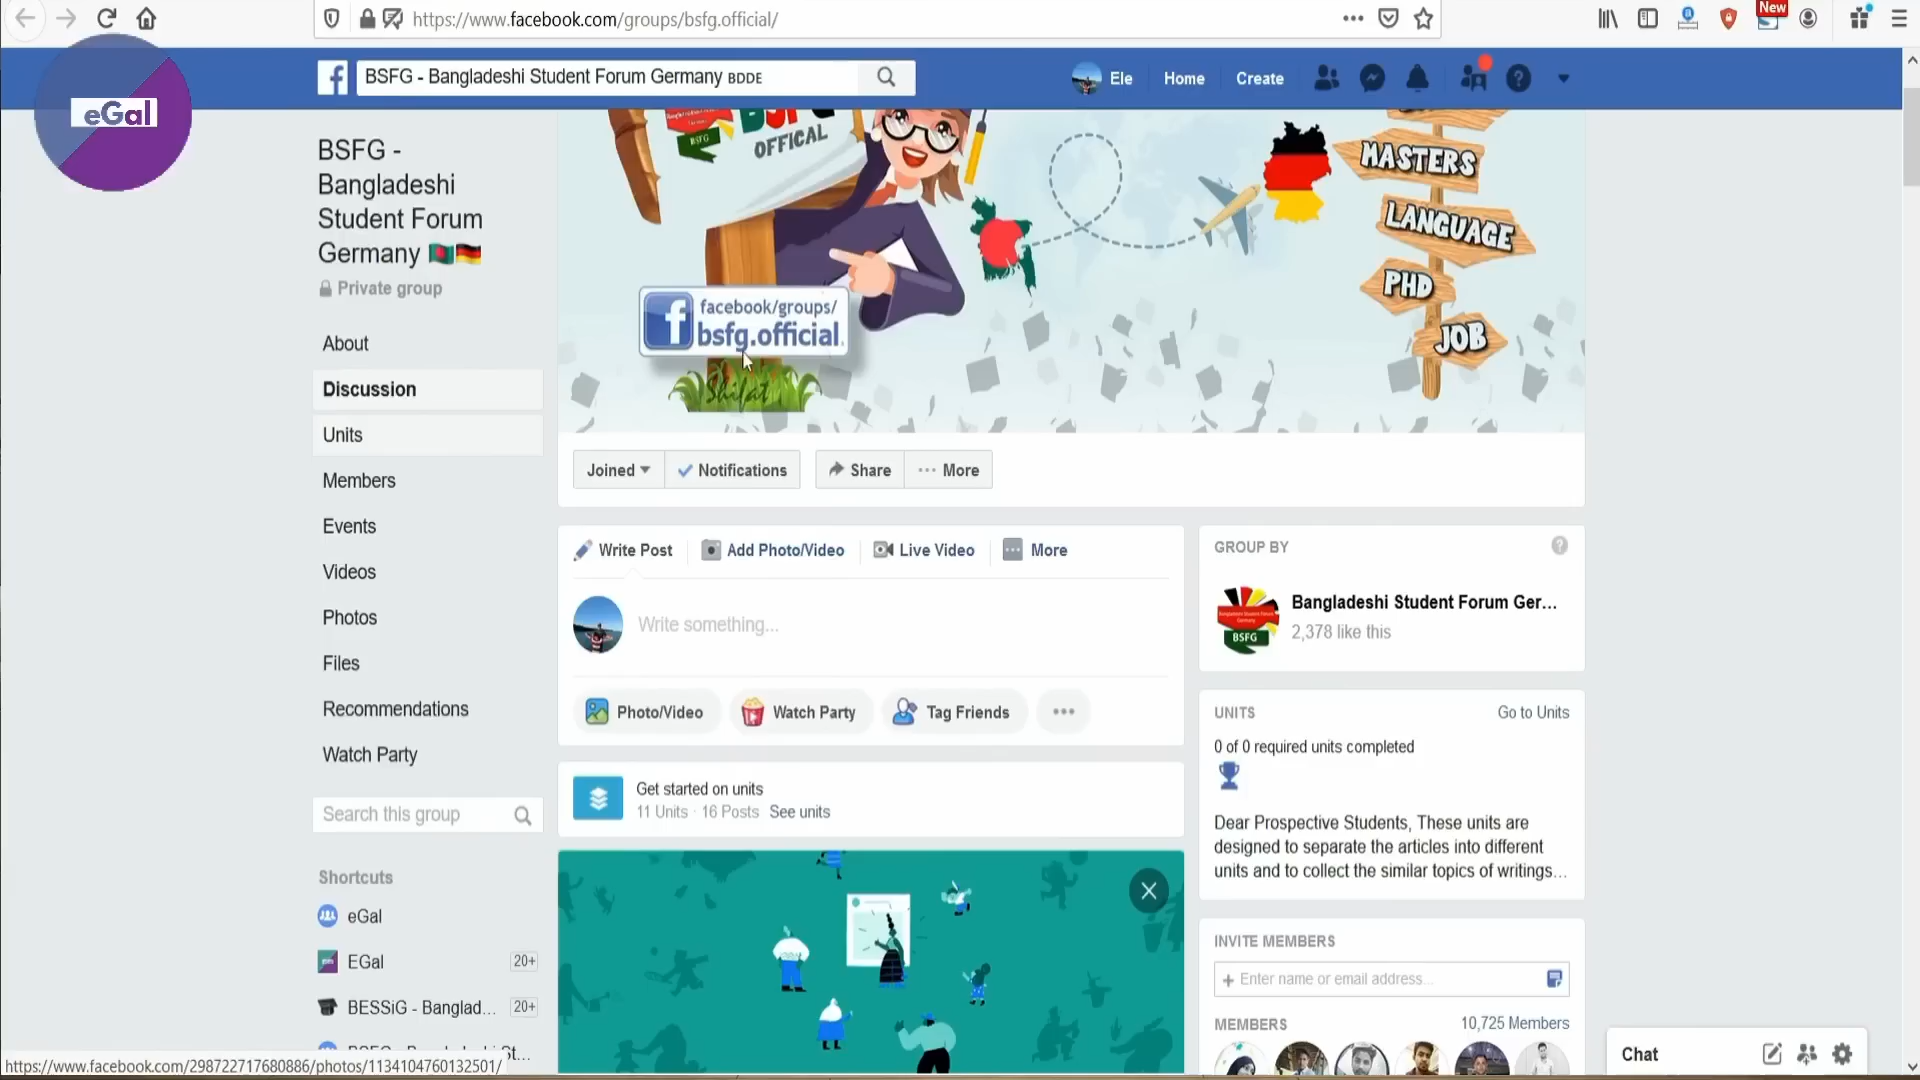 https://www.facebook.com/groups/bsfg.official/
New
eGal
BSFG - Bangladeshi Student Forum Germany BDDE
Ele
Home
Create
BSFG -
Bangladeshi
Student Forum
Germany 🇧🇩🇩🇪
Private group
About
Discussion
Units
Members
Events
Videos
Photos
Files
Recommendations
Watch Party
Search this group
Shortcuts
eGal
EGal 20+
BESSiG - Banglad... 20+
BSFG
OFFICAL
facebook/groups/
bsfg.official
Shifat
MASTERS
LANGUAGE
PHD
JOB
Joined
Notifications
Share
More
Write Post
Add Photo/Video
Live Video
More
Write something...
Photo/Video
Watch Party
Tag Friends
Get started on units
11 Units · 16 Posts See units
GROUP BY
Bangladeshi Student Forum Ger...
BSFG
2,378 like this
UNITS
Go to Units
0 of 0 required units completed
Dear Prospective Students, These units are
designed to separate the articles into different
units and to collect the similar topics of writings...
INVITE MEMBERS
Enter name or email address...
MEMBERS
10,725 Members
Chat
https://www.facebook.com/298722717680886/photos/1134104760132501/